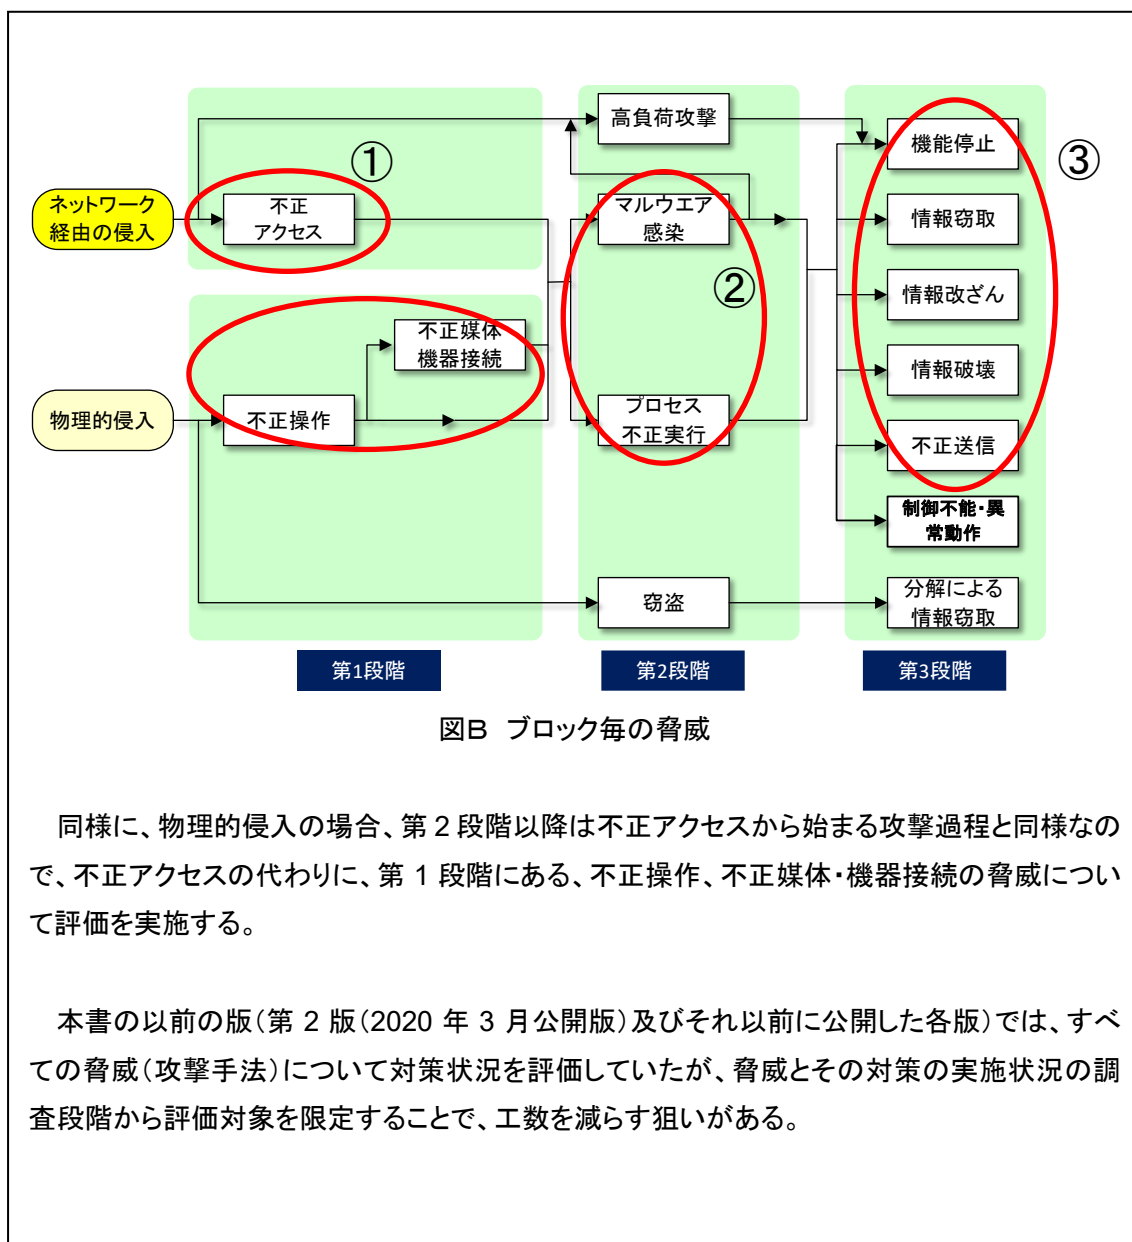 高負荷攻撃
機能停止
①
③
ネットワーク
経由の侵入
不正
アクセス
マルウエア
感染
情報窃取
②
情報改ざん
不正媒体
機器接続
情報破壊
物理的侵入
不正操作
プロセス
不正実行
不正送信
制御不能・異
常動作
窃盗
分解による
情報窃取
第1段階
第2段階
第3段階
図B ブロック毎の脅威
同様に、物理的侵入の場合、第 2 段階以降は不正アクセスから始まる攻撃過程と同様なの
で、不正アクセスの代わりに、第 1 段階にある、不正操作、不正媒体・機器接続の脅威につい
て評価を実施する。
本書の以前の版(第 2 版(2020 年 3 月公開版)及びそれ以前に公開した各版)では、すべ
ての脅威(攻撃手法)について対策状況を評価していたが、脅威とその対策の実施状況の調
査段階から評価対象を限定することで、工数を減らす狙いがある。